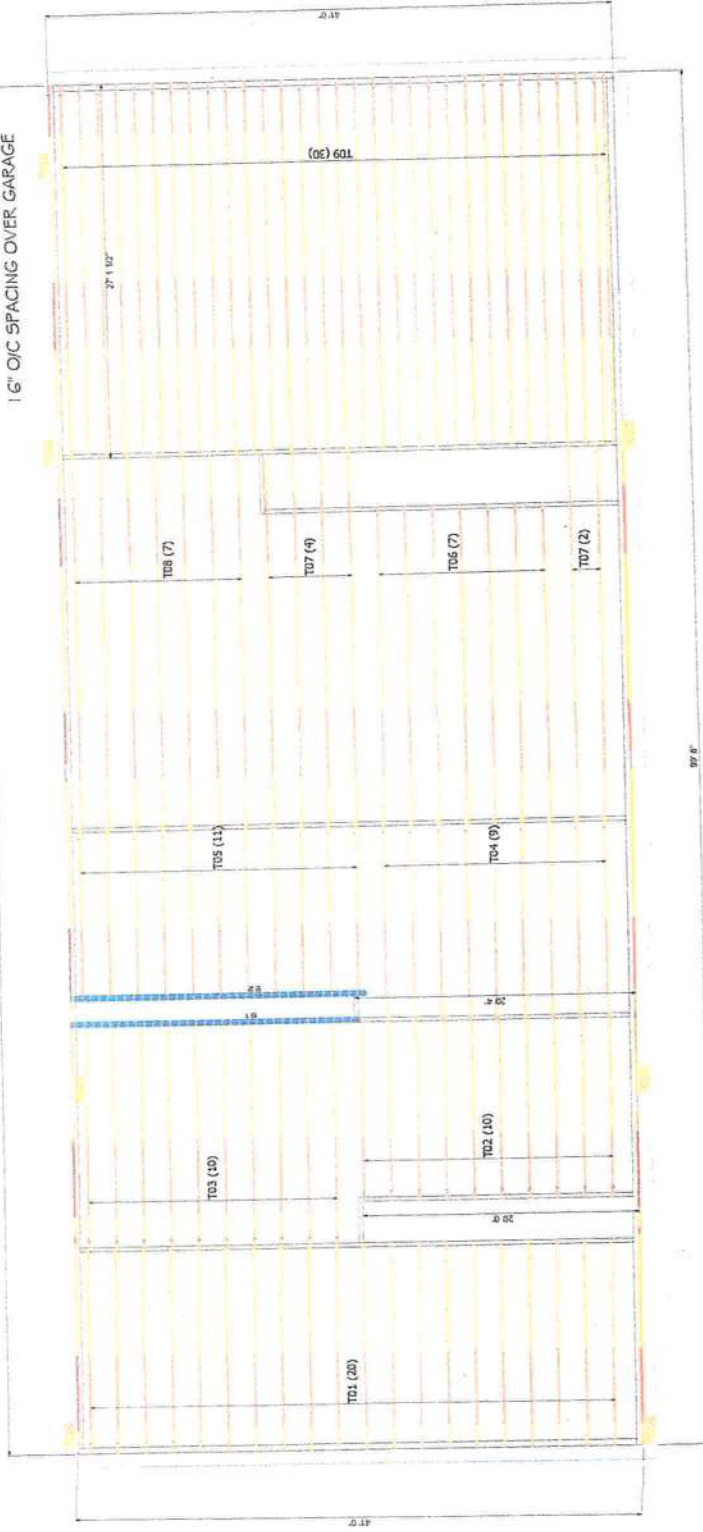 41' 0"
16" O/C SPACING OVER GARAGE
T09 (30)
27' 1 1/2"
T08 (7)
T07 (4)
T06 (7)
T07 (2)
99' 8"
T05 (11)
T04 (9)
20' 4"
T03 (10)
T02 (10)
20' 0"
T01 (20)
41' 0"